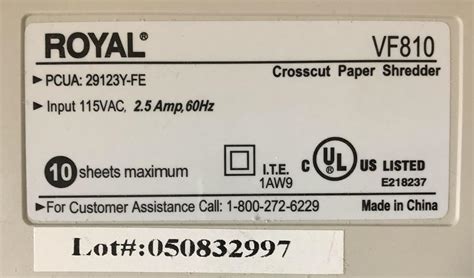 ROYAL® VF810
Crosscut Paper Shredder
►PCUA: 29123Y-FE
►Input 115VAC, 2.5 Amp,60Hz
10 sheets maximum
I.T.E.
1AW9
C UL® US LISTED
E218237
►For Customer Assistance Call: 1-800-272-6229 Made in China
Lot#:050832997